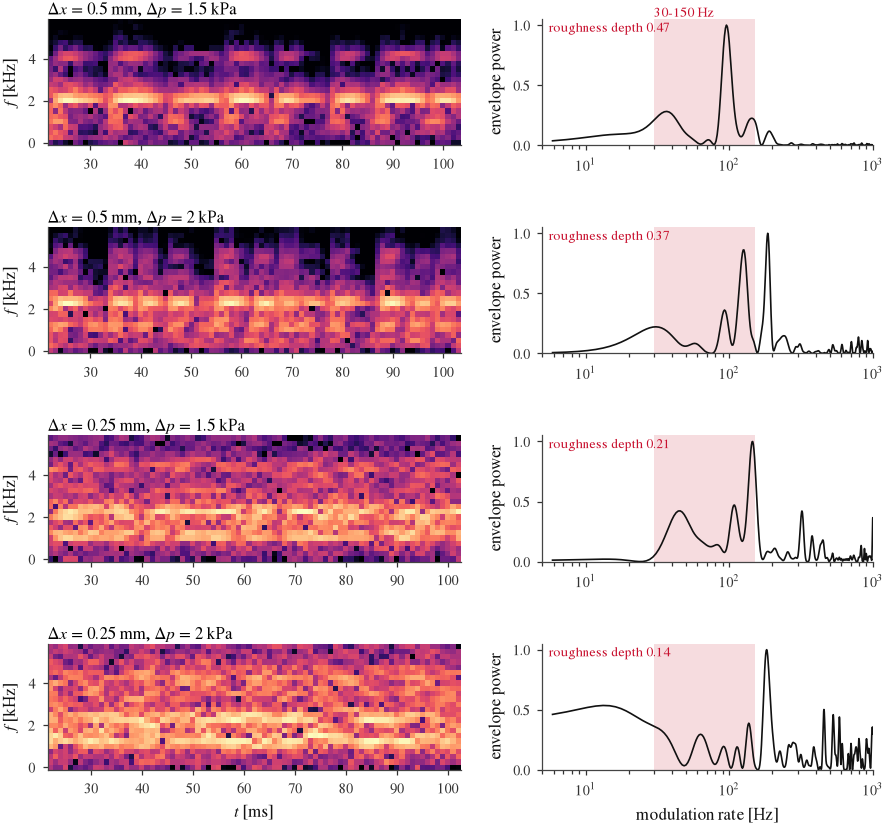 Δx = 0.5 mm, Δp = 1.5 kPa
f [kHz]
4
2
0
30 40 50 60 70 80 90 100
30-150 Hz
roughness depth 0.47
envelope power
1.0
0.5
0.0
10¹ 10² 10³
Δx = 0.5 mm, Δp = 2 kPa
f [kHz]
4
2
0
30 40 50 60 70 80 90 100
roughness depth 0.37
envelope power
1.0
0.5
0.0
10¹ 10² 10³
Δx = 0.25 mm, Δp = 1.5 kPa
f [kHz]
4
2
0
30 40 50 60 70 80 90 100
roughness depth 0.21
envelope power
1.0
0.5
0.0
10¹ 10² 10³
Δx = 0.25 mm, Δp = 2 kPa
f [kHz]
4
2
0
30 40 50 60 70 80 90 100
t [ms]
roughness depth 0.14
envelope power
1.0
0.5
0.0
10¹ 10² 10³
modulation rate [Hz]